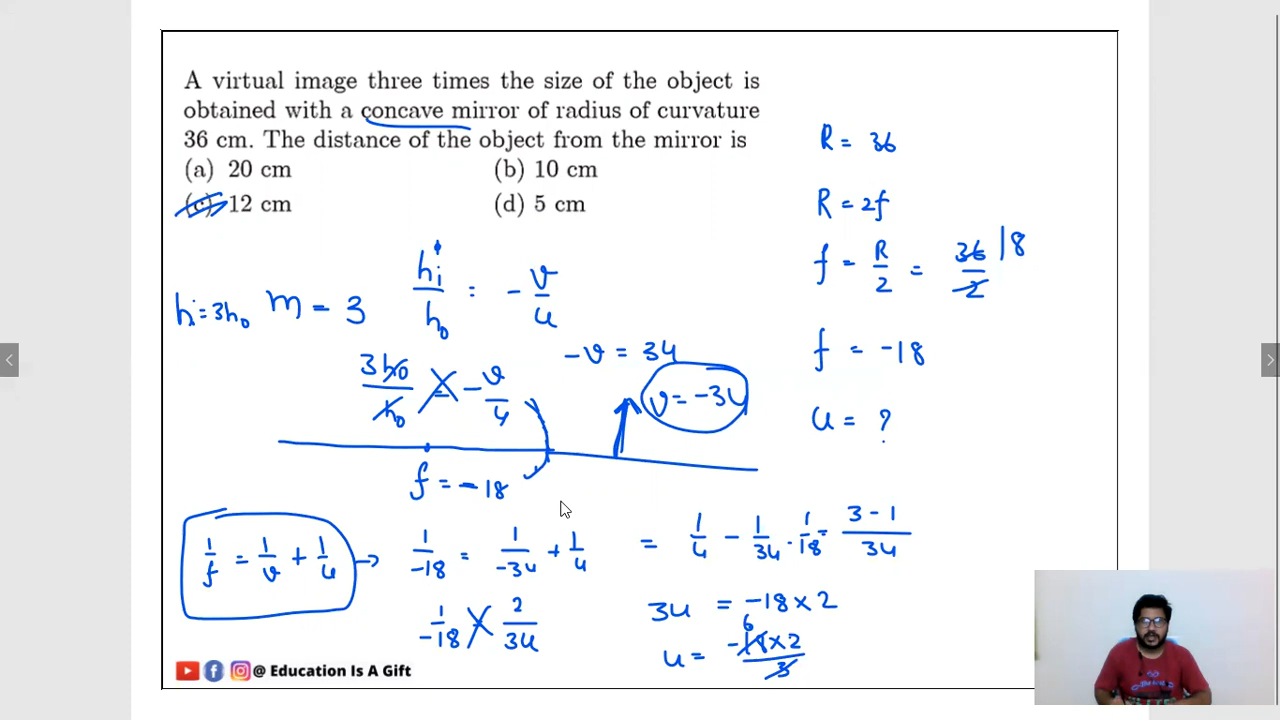 A virtual image three times the size of the object is
obtained with a concave mirror of radius of curvature
36 cm. The distance of the object from the mirror is
(a) 20 cm (b) 10 cm
(c) 12 cm (d) 5 cm
R = 36
R = 2f
f = R/2 = 36/2 18
f = -18
u = ?
hi = 3ho m = 3 hi/ho = -v/u
3ho/ho = -v/u
-v = 3u
v = -3u
f = -18
1/f = 1/v + 1/u → 1/-18 = 1/-3u + 1/u = 1/u - 1/3u · 1/18 = 3-1/3u
1/-18 2/3u
3u = -18×2
u = -18×2/3 6
@ Education Is A Gift